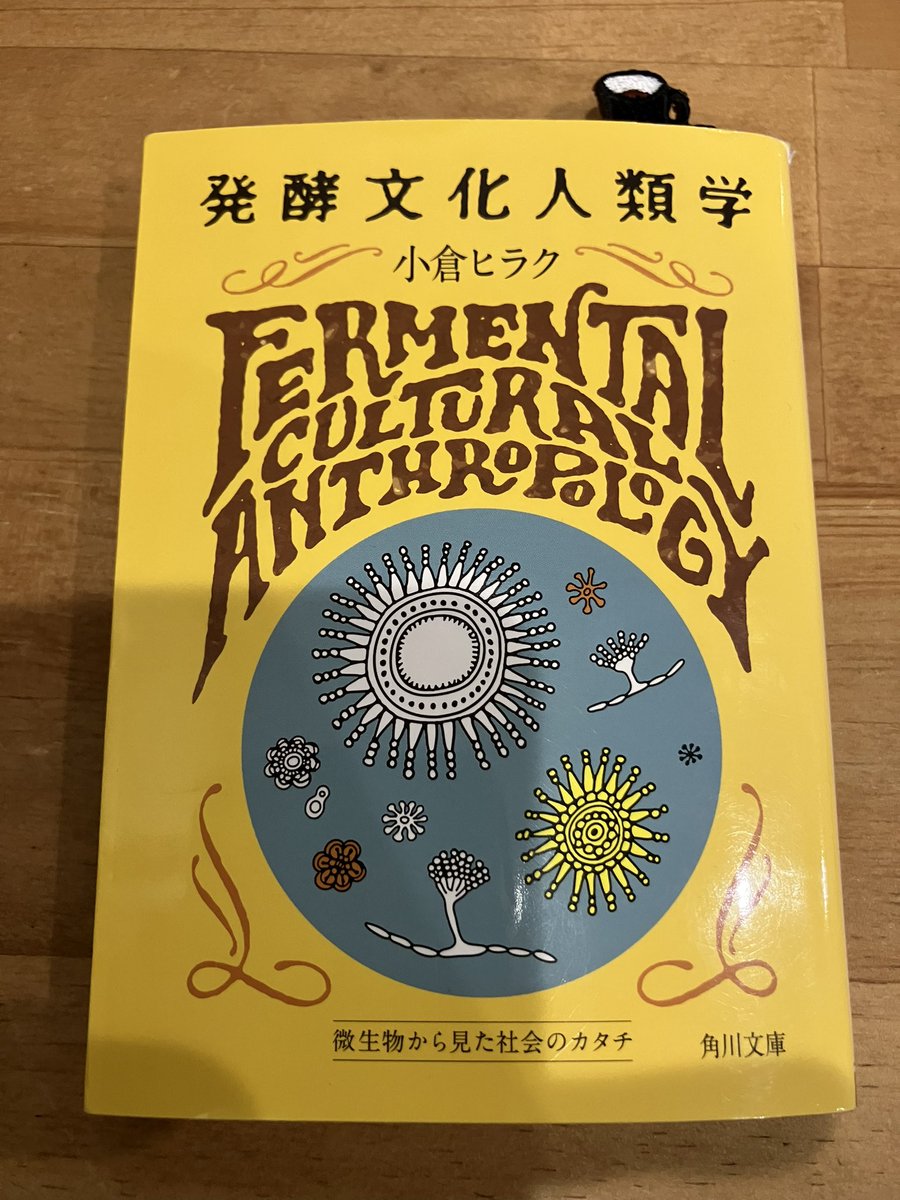 発酵文化人類学
小倉ヒラク
FERMENTAL
CULTURAL
ANTHROPOLOGY
微生物から見た社会のカタチ
角川文庫